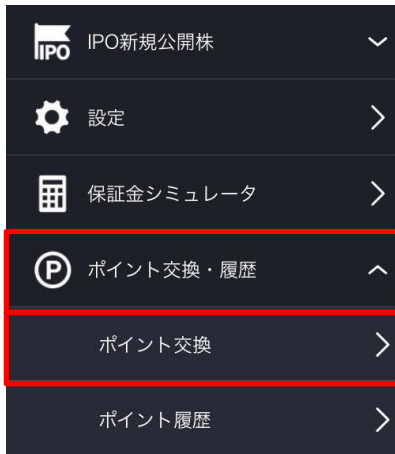 IPO IPO新規公開株
設定
保証金シミュレータ
P ポイント交換・履歴
ポイント交換
ポイント履歴